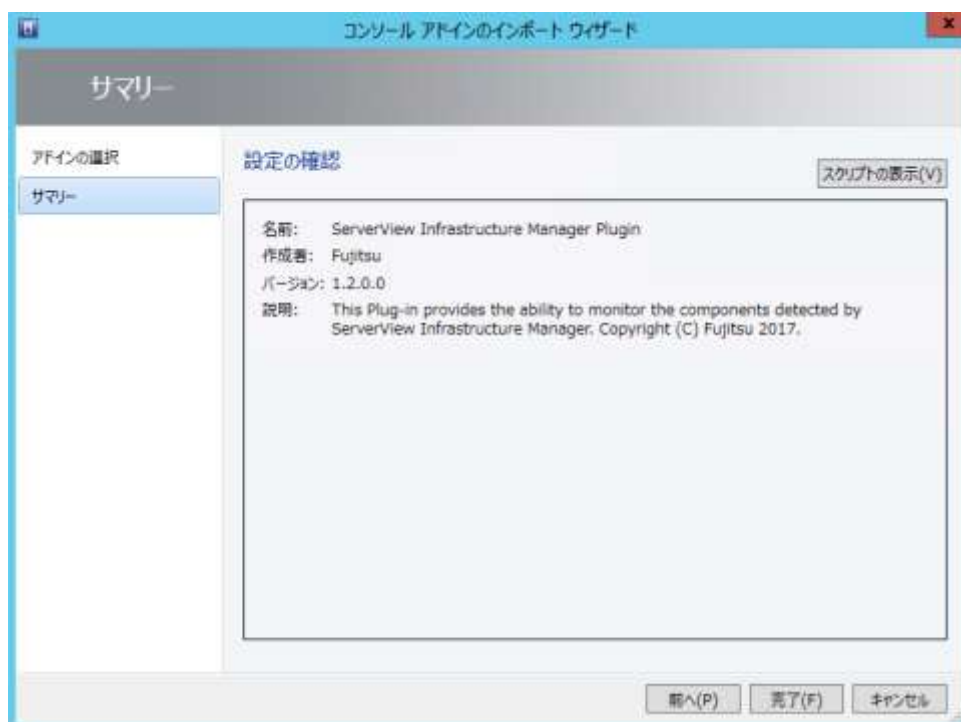 コンソール アドインのインポート ウィザード
サマリー
アドインの選択
サマリー
設定の確認
スクリプトの表示(V)
名前: ServerView Infrastructure Manager Plugin
作成者: Fujitsu
バージョン: 1.2.0.0
説明: This Plug-in provides the ability to monitor the components detected by
ServerView Infrastructure Manager. Copyright (C) Fujitsu 2017.
前へ(P)
完了(F)
キャンセル